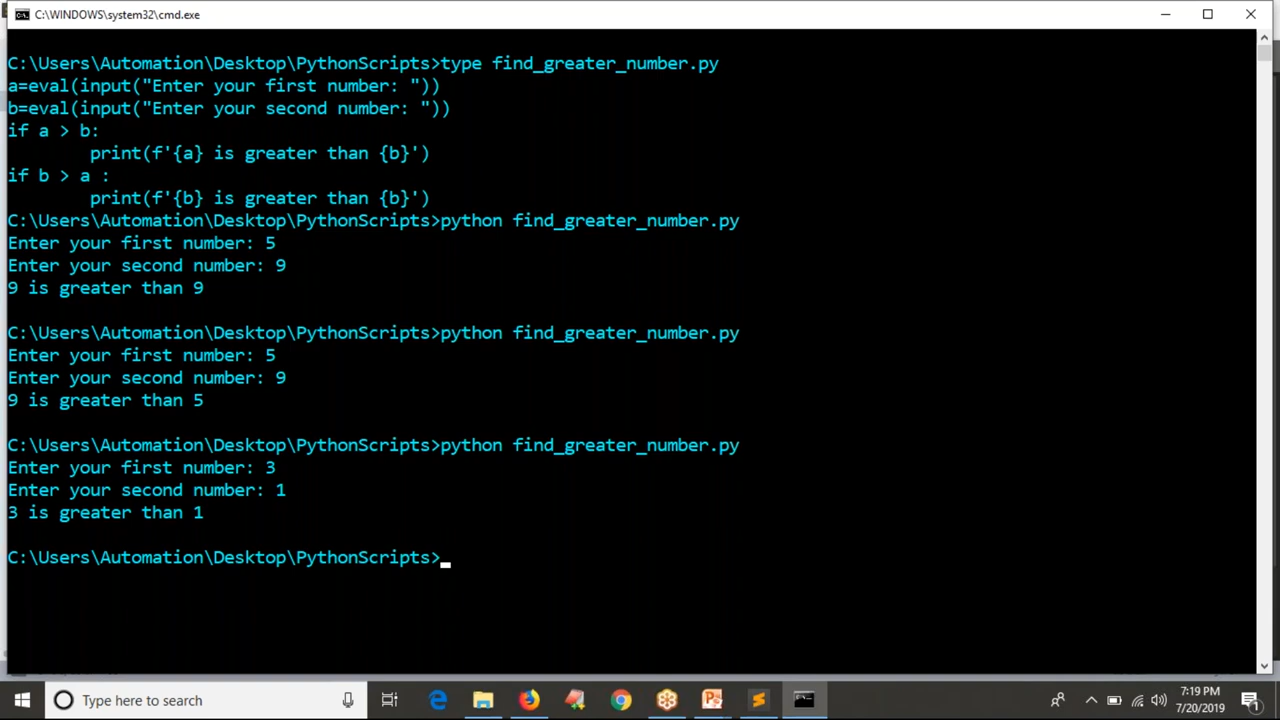 C:\WINDOWS\system32\cmd.exe
C:\Users\Automation\Desktop\PythonScripts>type find_greater_number.py
a=eval(input("Enter your first number: "))
b=eval(input("Enter your second number: "))
if a > b:
        print(f'{a} is greater than {b}')
if b > a :
        print(f'{b} is greater than {b}')
C:\Users\Automation\Desktop\PythonScripts>python find_greater_number.py
Enter your first number: 5
Enter your second number: 9
9 is greater than 9
C:\Users\Automation\Desktop\PythonScripts>python find_greater_number.py
Enter your first number: 5
Enter your second number: 9
9 is greater than 5
C:\Users\Automation\Desktop\PythonScripts>python find_greater_number.py
Enter your first number: 3
Enter your second number: 1
3 is greater than 1
C:\Users\Automation\Desktop\PythonScripts>
Type here to search
7:19 PM
7/20/2019